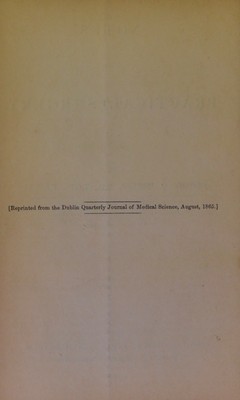 [Reprinted from the Dublin Quarterly Journal of Medical Science, August, 1865.]